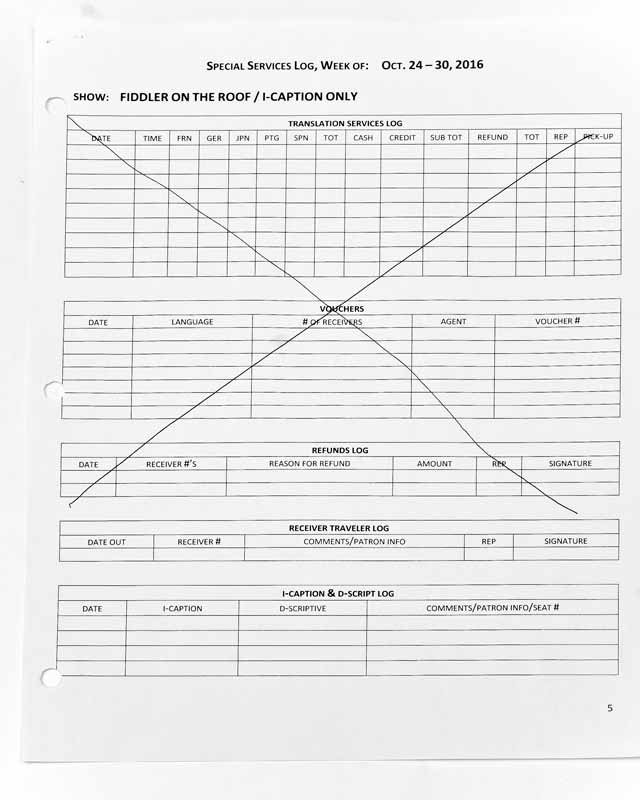 SPECIAL SERVICES LOG, WEEK OF: OCT. 24 – 30, 2016
SHOW: FIDDLER ON THE ROOF / I-CAPTION ONLY
TRANSLATION SERVICES LOG
DATE TIME FRN GER JPN PTG SPN TOT CASH CREDIT SUB TOT REFUND TOT REP PICK-UP
VOUCHERS
DATE LANGUAGE # OF RECEIVERS AGENT VOUCHER #
REFUNDS LOG
DATE RECEIVER #'S REASON FOR REFUND AMOUNT REP SIGNATURE
RECEIVER TRAVELER LOG
DATE OUT RECEIVER # COMMENTS/PATRON INFO REP SIGNATURE
I-CAPTION & D-SCRIPT LOG
DATE I-CAPTION D-SCRIPTIVE COMMENTS/PATRON INFO/SEAT #
5